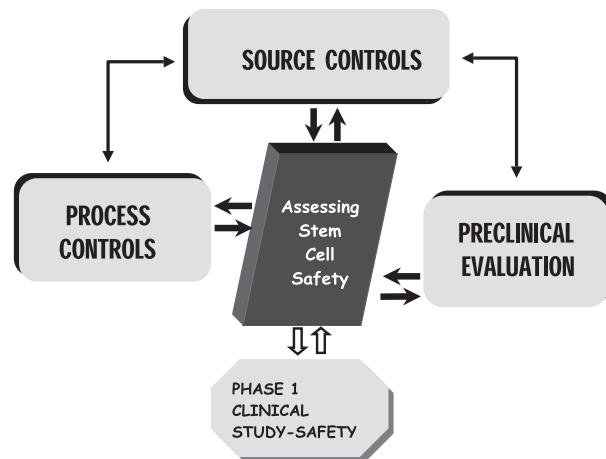 SOURCE CONTROLS
PROCESS
CONTROLS
Assessing
Stem
Cell
Safety
PRECLINICAL
EVALUATION
PHASE 1
CLINICAL
STUDY-SAFETY